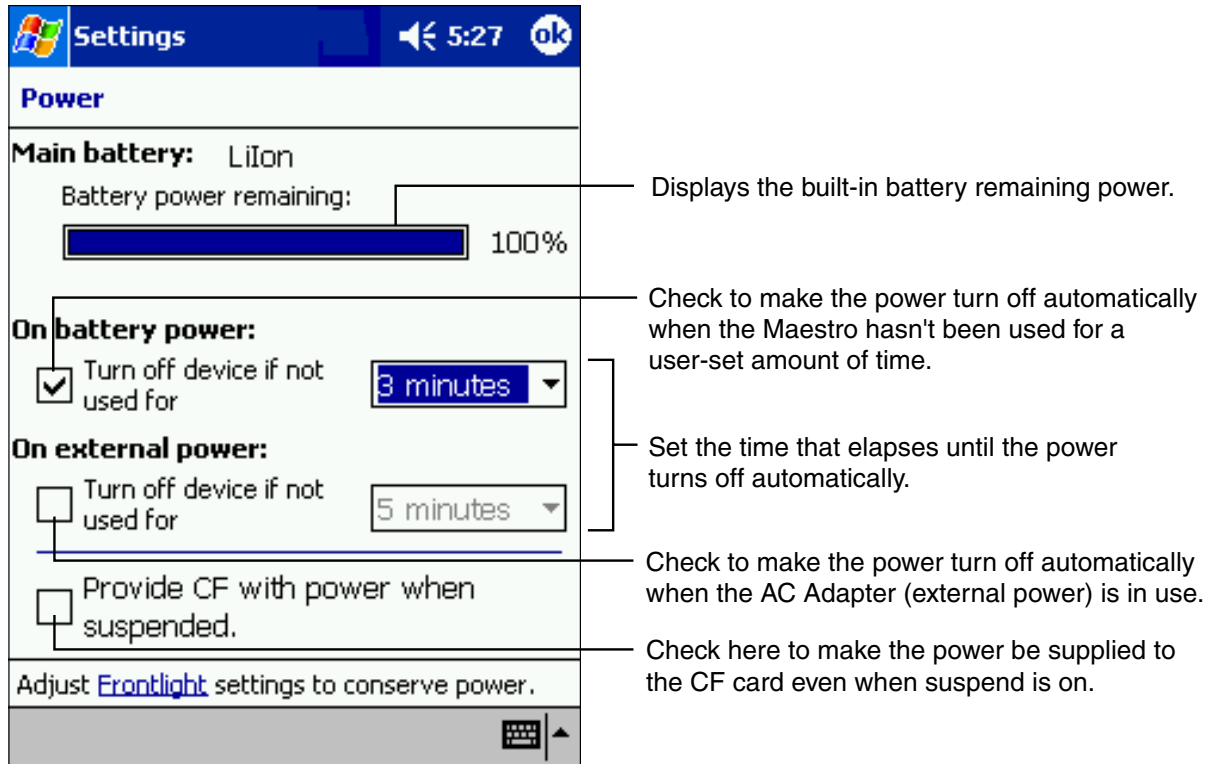 Settings 5:27 ok
Power
Main battery: LiIon
Battery power remaining:
100%
On battery power:
Turn off device if not
used for
3 minutes
On external power:
Turn off device if not
used for
5 minutes
Provide CF with power when
suspended.
Adjust Frontlight settings to conserve power.
Displays the built-in battery remaining power.
Check to make the power turn off automatically
when the Maestro hasn't been used for a
user-set amount of time.
Set the time that elapses until the power
turns off automatically.
Check to make the power turn off automatically
when the AC Adapter (external power) is in use.
Check here to make the power be supplied to
the CF card even when suspend is on.